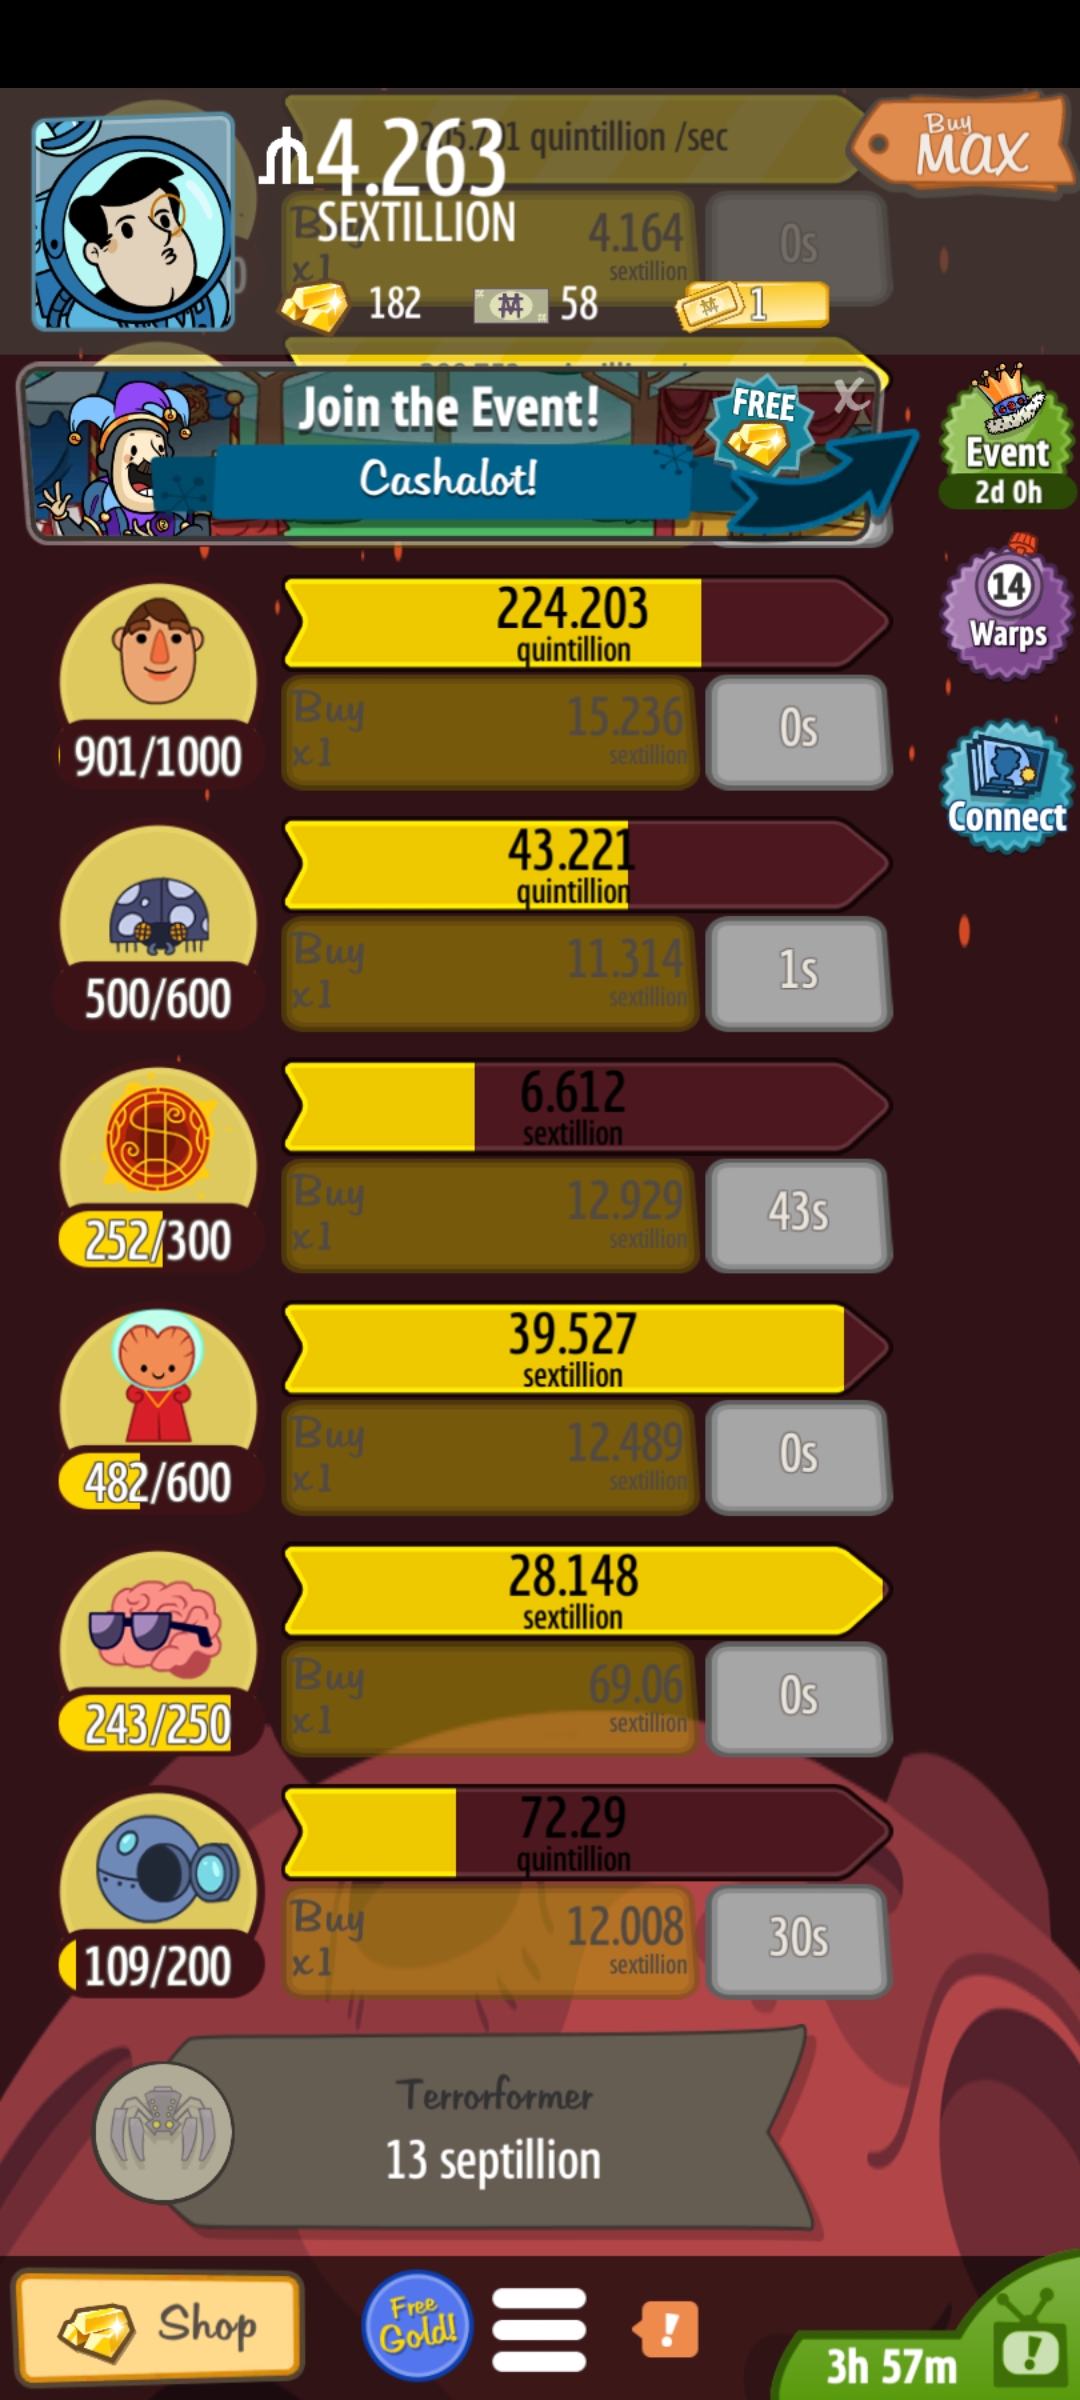 quintillion /sec
Buy
MAX
4.263
SEXTILLION
4.164
sextillion
0s
x1
182
58
1
Join the Event!
FREE
X
Cashalot!
Event
2d 0h
14
Warps
Connect
224.203
quintillion
Buy
x1
15.236
sextillion
0s
901/1000
43.221
quintillion
Buy
x1
11.314
sextillion
1s
500/600
6.612
sextillion
Buy
x1
12.929
sextillion
43s
252/300
39.527
sextillion
Buy
x1
12.489
sextillion
0s
482/600
28.148
sextillion
Buy
x1
69.06
sextillion
0s
243/250
72.29
quintillion
Buy
x1
12.008
sextillion
30s
109/200
Terrorformer
13 septillion
Shop
Free
Gold!
!
3h 57m
!